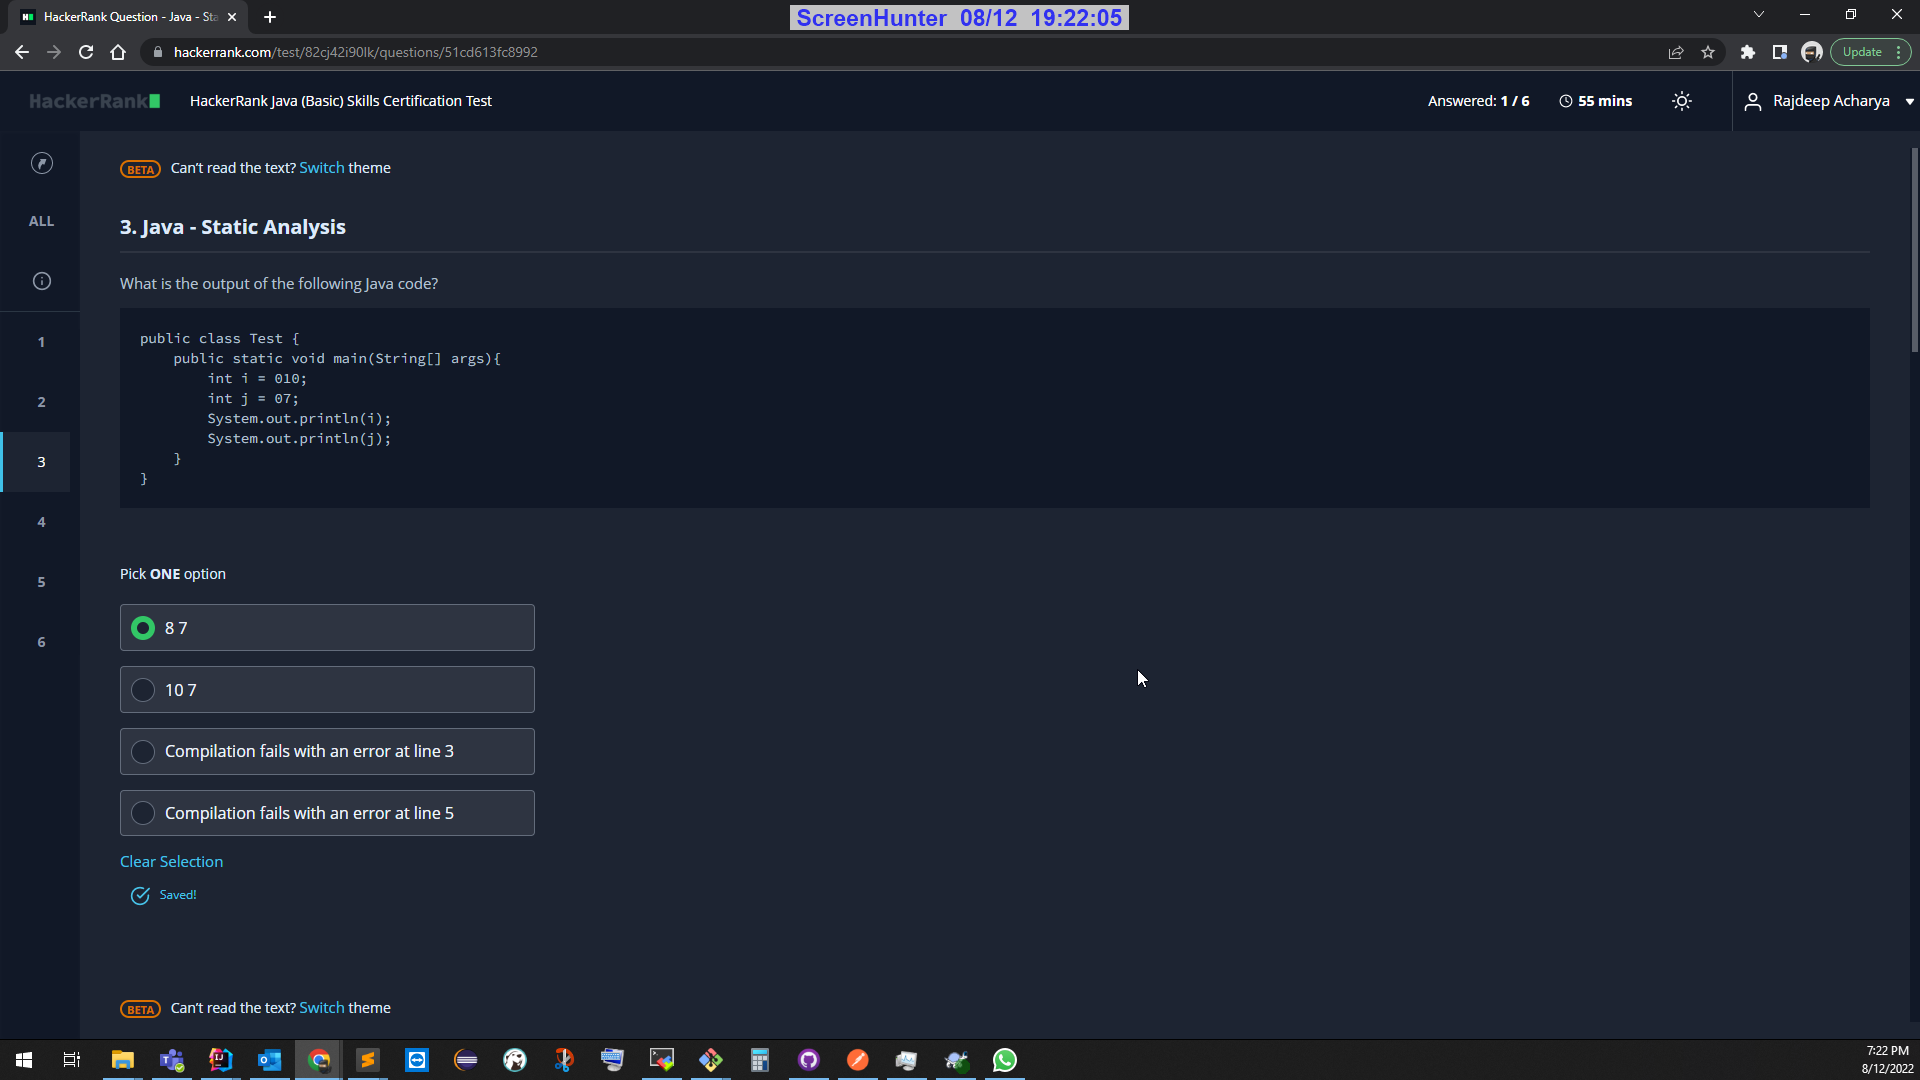 HackerRank Question - Java - Sta
ScreenHunter 08/12 19:22:05
hackerrank.com/test/82cj42i90lk/questions/51cd613fc8992
Update
HackerRank
HackerRank Java (Basic) Skills Certification Test
Answered: 1 / 6
55 mins
Rajdeep Acharya
BETA Can't read the text? Switch theme
ALL
3. Java - Static Analysis
What is the output of the following Java code?
public class Test {
    public static void main(String[] args){
        int i = 010;
        int j = 07;
        System.out.println(i);
        System.out.println(j);
    }
}
1
2
3
4
5
6
Pick ONE option
8 7
10 7
Compilation fails with an error at line 3
Compilation fails with an error at line 5
Clear Selection
Saved!
BETA Can't read the text? Switch theme
7:22 PM
8/12/2022